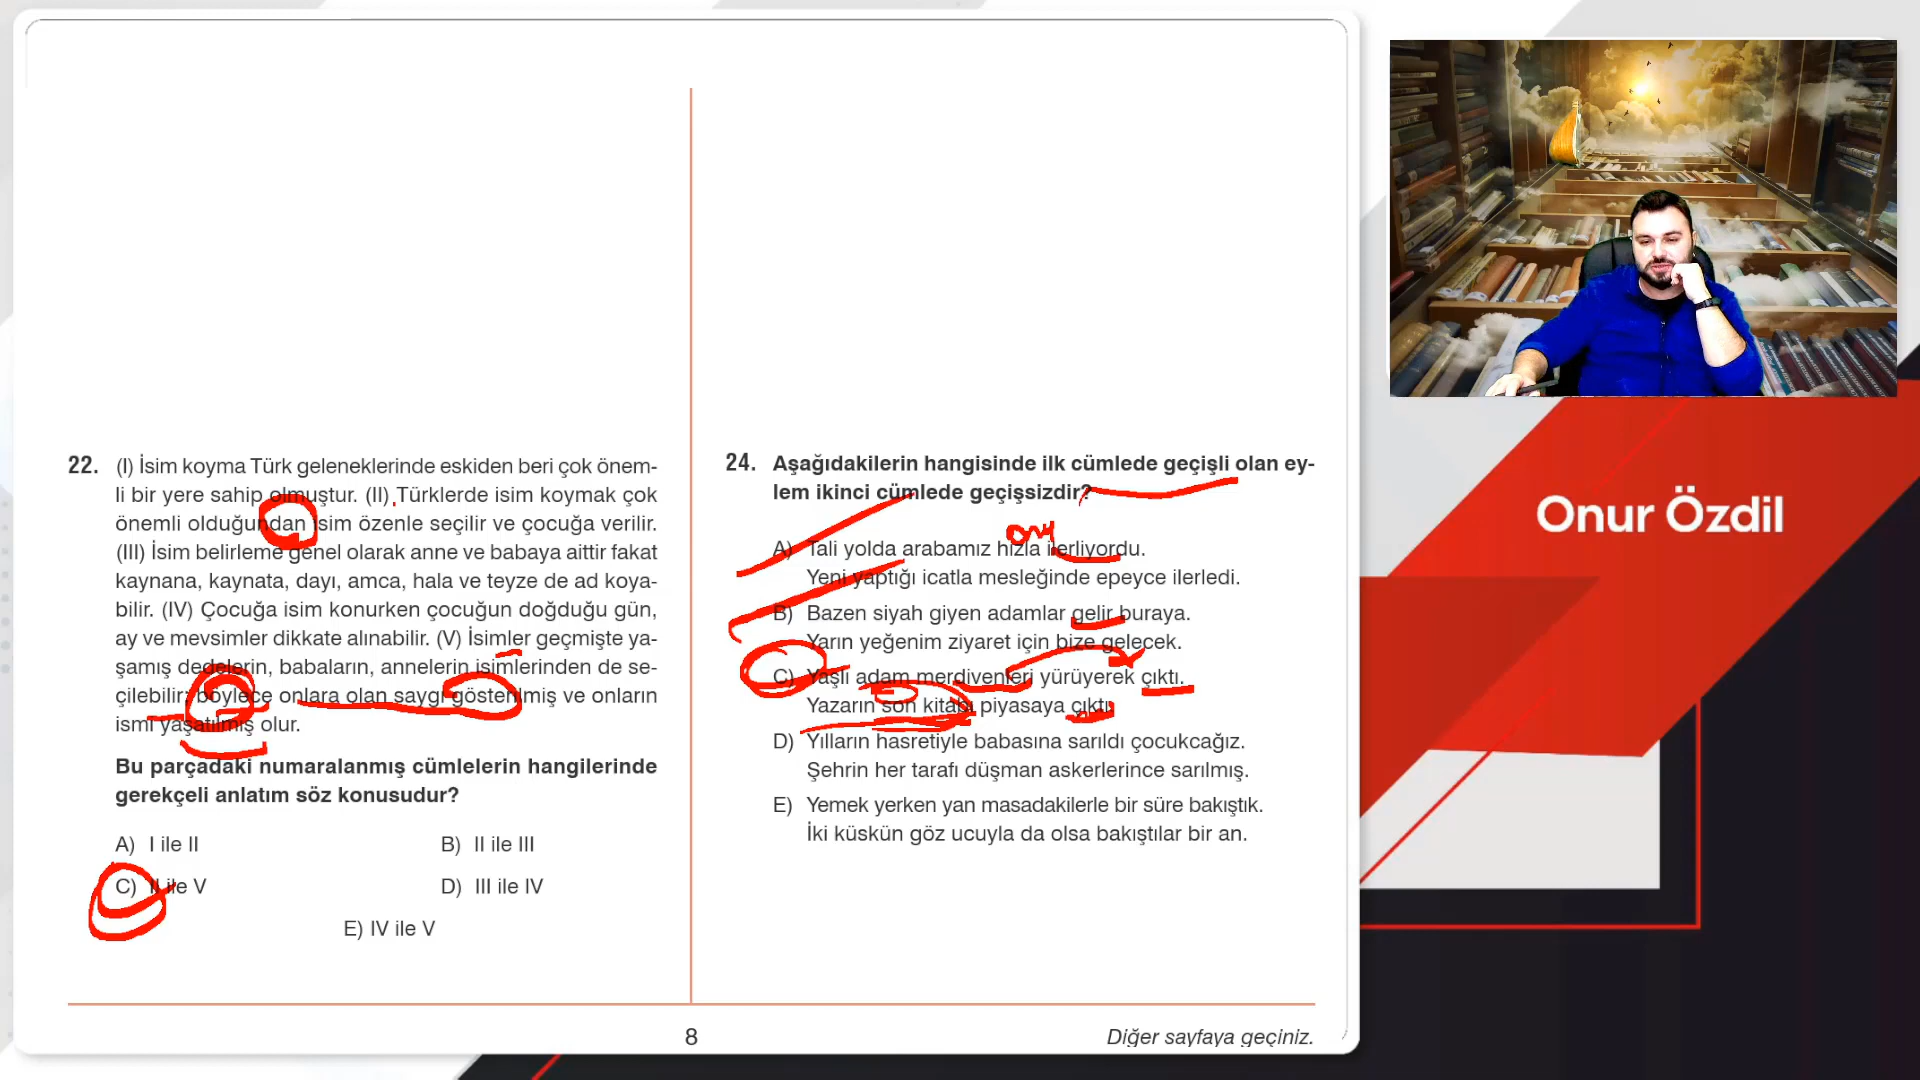 22. (I) İsim koyma Türk geleneklerinde eskiden beri çok önem-
li bir yere sahip olmuştur. (II) Türklerde isim koymak çok
önemli olduğundan isim özenle seçilir ve çocuğa verilir.
(III) İsim belirleme genel olarak anne ve babaya aittir fakat
kaynana, kaynata, dayı, amca, hala ve teyze de ad koya-
bilir. (IV) Çocuğa isim konurken çocuğun doğduğu gün,
ay ve mevsimler dikkate alınabilir. (V) İsimler geçmişte ya-
şamış dedelerin, babaların, annelerin isimlerinden de se-
çilebilir; böylece onlara olan saygı gösterilmiş ve onların
ismi yaşatılmış olur.
Bu parçadaki numaralanmış cümlelerin hangilerinde
gerekçeli anlatım söz konusudur?
A) I ile II
B) II ile III
C) II ile V
D) III ile IV
E) IV ile V
24. Aşağıdakilerin hangisinde ilk cümlede geçişli olan ey-
lem ikinci cümlede geçişsizdir?
A) Tali yolda arabamız hızla ilerliyordu.
Yeni yaptığı icatla mesleğinde epeyce ilerledi.
B) Bazen siyah giyen adamlar gelir buraya.
Yarın yeğenim ziyaret için bize gelecek.
C) Yaşlı adam merdivenleri yürüyerek çıktı.
Yazarın son kitabı piyasaya çıktı.
D) Yılların hasretiyle babasına sarıldı çocukcağız.
Şehrin her tarafı düşman askerlerince sarılmış.
E) Yemek yerken yan masadakilerle bir süre bakıştık.
İki küskün göz ucuyla da olsa bakıştılar bir an.
8
Diğer sayfaya geçiniz.
Onur Özdil